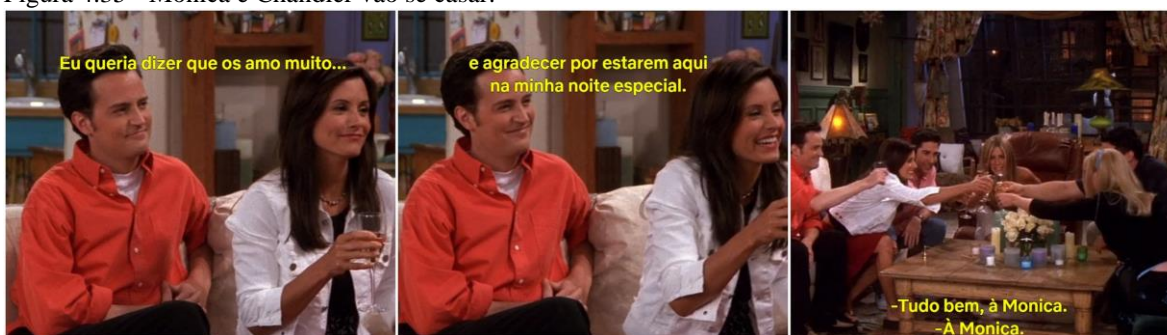 Figura 4.33 - Monica e Chandler vão se casar.
Eu queria dizer que os amo muito...
e agradecer por estarem aqui
na minha noite especial.
-Tudo bem, à Monica.
-À Monica.